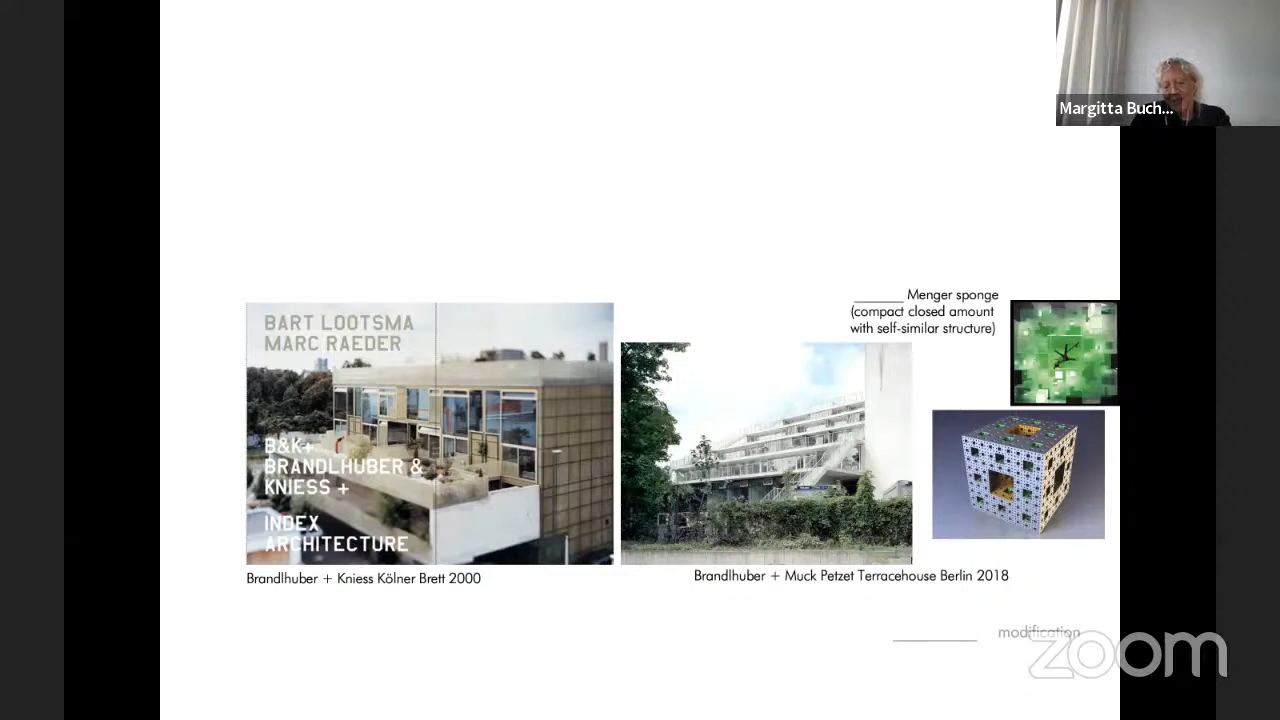 Margitta Buch...
Menger sponge
(compact closed amount
with self-similar structure)
BART LOOTSMA
MARC RAEDER
B&K+
BRANDLHUBER &
KNIESS +
INDEX
ARCHITECTURE
Brandlhuber + Kniess Kölner Brett 2000
Brandlhuber + Muck Petzet Terracehouse Berlin 2018
modification
zoom